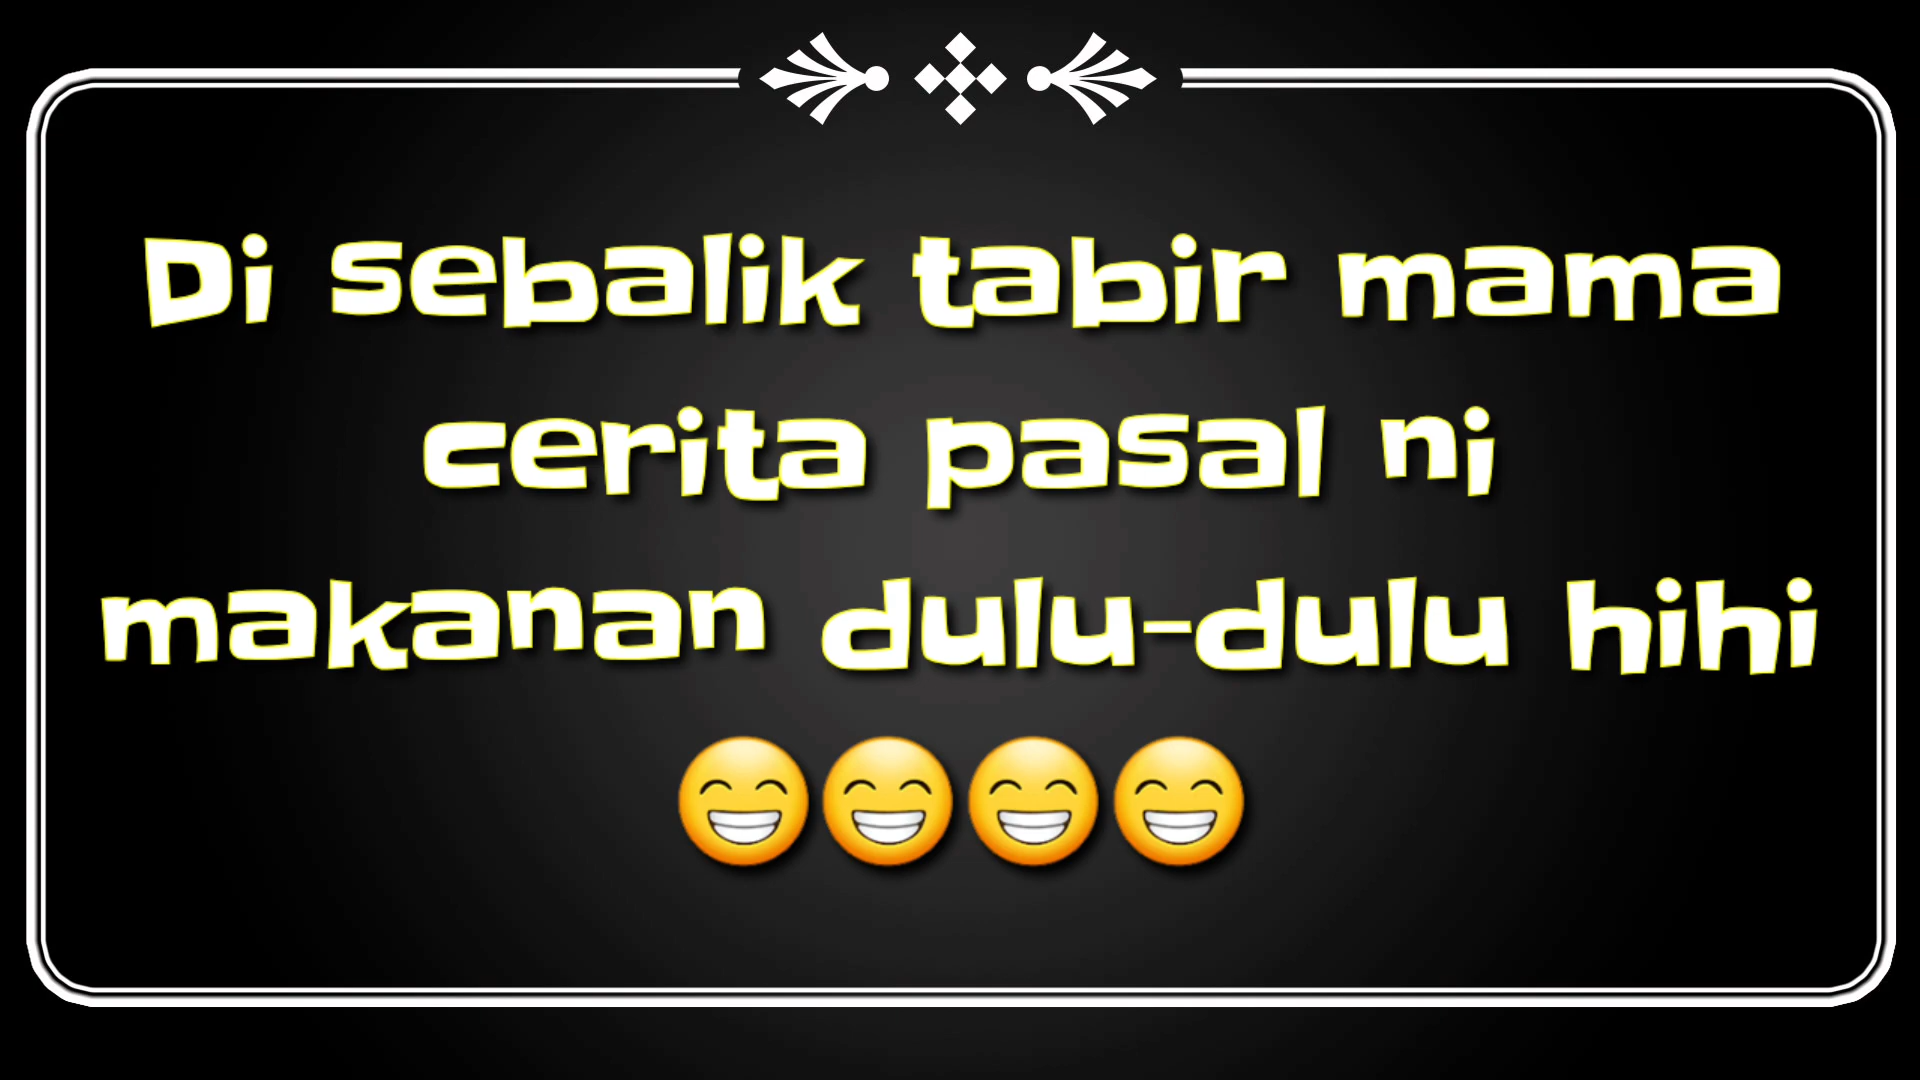 Di sebalik tabir mama
cerita pasal ni
makanan dulu-dulu hihi
😁😁😁😁